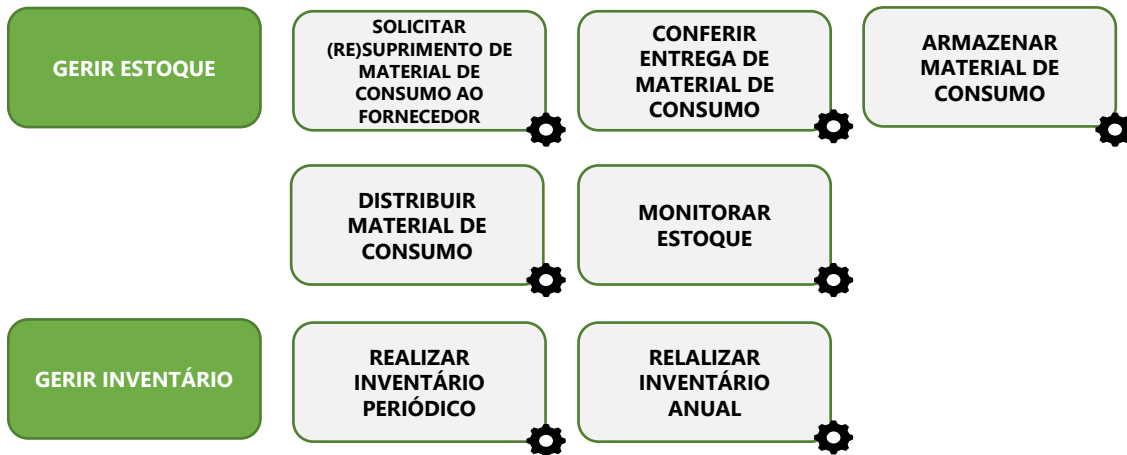 GERIR ESTOQUE
SOLICITAR
(RE)SUPRIMENTO DE
MATERIAL DE
CONSUMO AO
FORNECEDOR
CONFERIR
ENTREGA DE
MATERIAL DE
CONSUMO
ARMAZENAR
MATERIAL DE
CONSUMO
DISTRIBUIR
MATERIAL DE
CONSUMO
MONITORAR
ESTOQUE
GERIR INVENTÁRIO
REALIZAR
INVENTÁRIO
PERIÓDICO
RELALIZAR
INVENTÁRIO
ANUAL